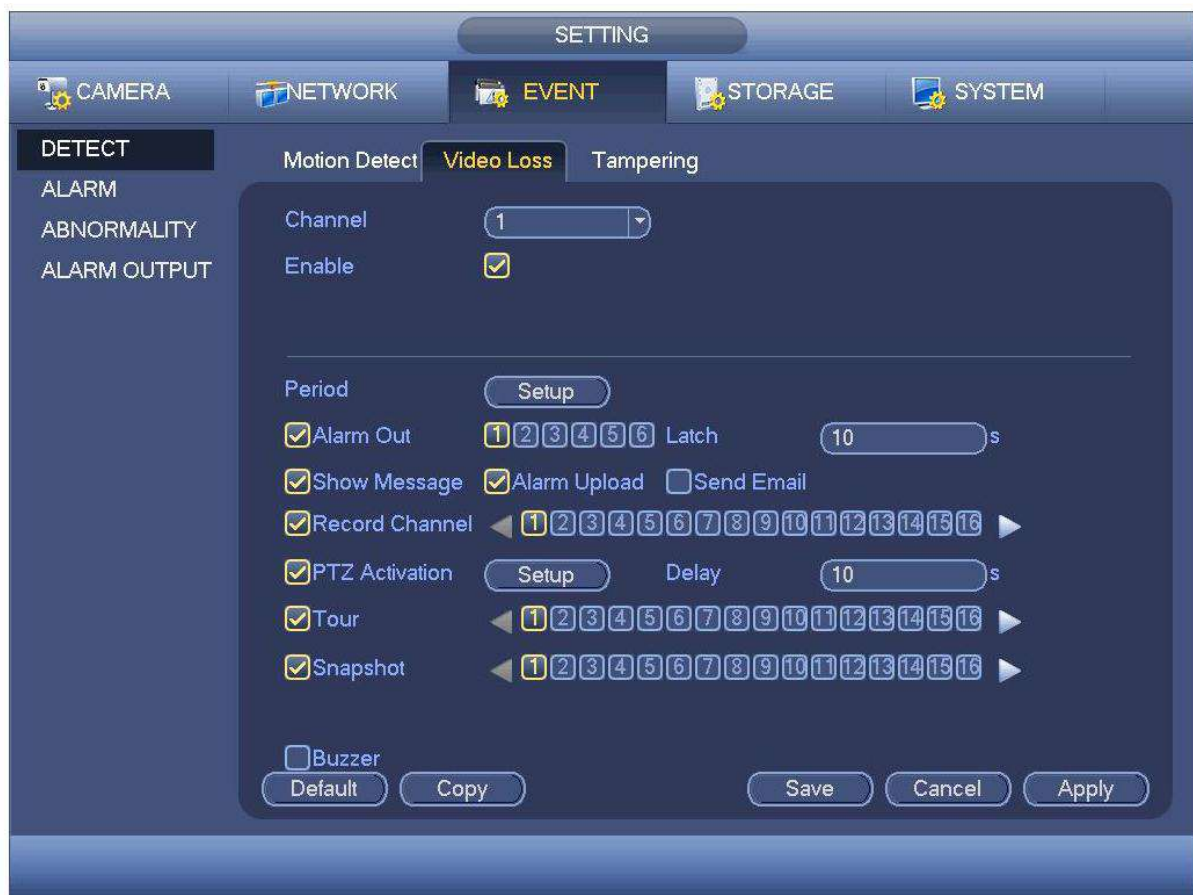 SETTING
CAMERA NETWORK EVENT STORAGE SYSTEM
DETECT
ALARM
ABNORMALITY
ALARM OUTPUT
Motion Detect Video Loss Tampering
Channel 1
Enable
Period Setup
Alarm Out 1 2 3 4 5 6 Latch 10 s
Show Message Alarm Upload Send Email
Record Channel 1 2 3 4 5 6 7 8 9 10 11 12 13 14 15 16
PTZ Activation Setup Delay 10 s
Tour 1 2 3 4 5 6 7 8 9 10 11 12 13 14 15 16
Snapshot 1 2 3 4 5 6 7 8 9 10 11 12 13 14 15 16
Buzzer
Default Copy Save Cancel Apply